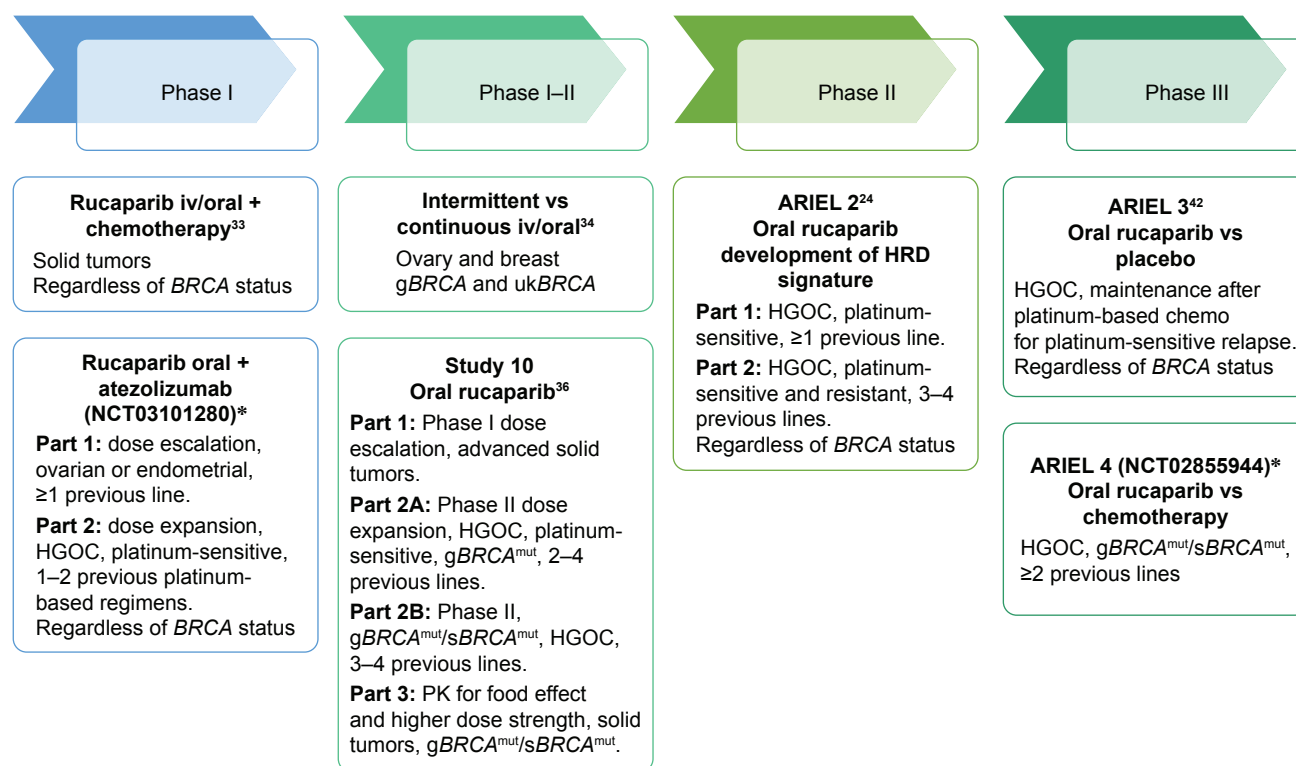 Phase I
Phase I–II
Phase II
Phase III
Rucaparib iv/oral +
chemotherapy33
Solid tumors
Regardless of BRCA status
Rucaparib oral +
atezolizumab
(NCT03101280)*
Part 1: dose escalation,
ovarian or endometrial,
≥1 previous line.
Part 2: dose expansion,
HGOC, platinum-sensitive,
1–2 previous platinum-
based regimens.
Regardless of BRCA status
Intermittent vs
continuous iv/oral34
Ovary and breast
gBRCA and ukBRCA
Study 10
Oral rucaparib36
Part 1: Phase I dose
escalation, advanced solid
tumors.
Part 2A: Phase II dose
expansion, HGOC, platinum-
sensitive, gBRCAmut, 2–4
previous lines.
Part 2B: Phase II,
gBRCAmut/sBRCAmut, HGOC,
3–4 previous lines.
Part 3: PK for food effect
and higher dose strength, solid
tumors, gBRCAmut/sBRCAmut.
ARIEL 224
Oral rucaparib
development of HRD
signature
Part 1: HGOC, platinum-
sensitive, ≥1 previous line.
Part 2: HGOC, platinum-
sensitive and resistant, 3–4
previous lines.
Regardless of BRCA status
ARIEL 342
Oral rucaparib vs
placebo
HGOC, maintenance after
platinum-based chemo
for platinum-sensitive relapse.
Regardless of BRCA status
ARIEL 4 (NCT02855944)*
Oral rucaparib vs
chemotherapy
HGOC, gBRCAmut/sBRCAmut,
≥2 previous lines